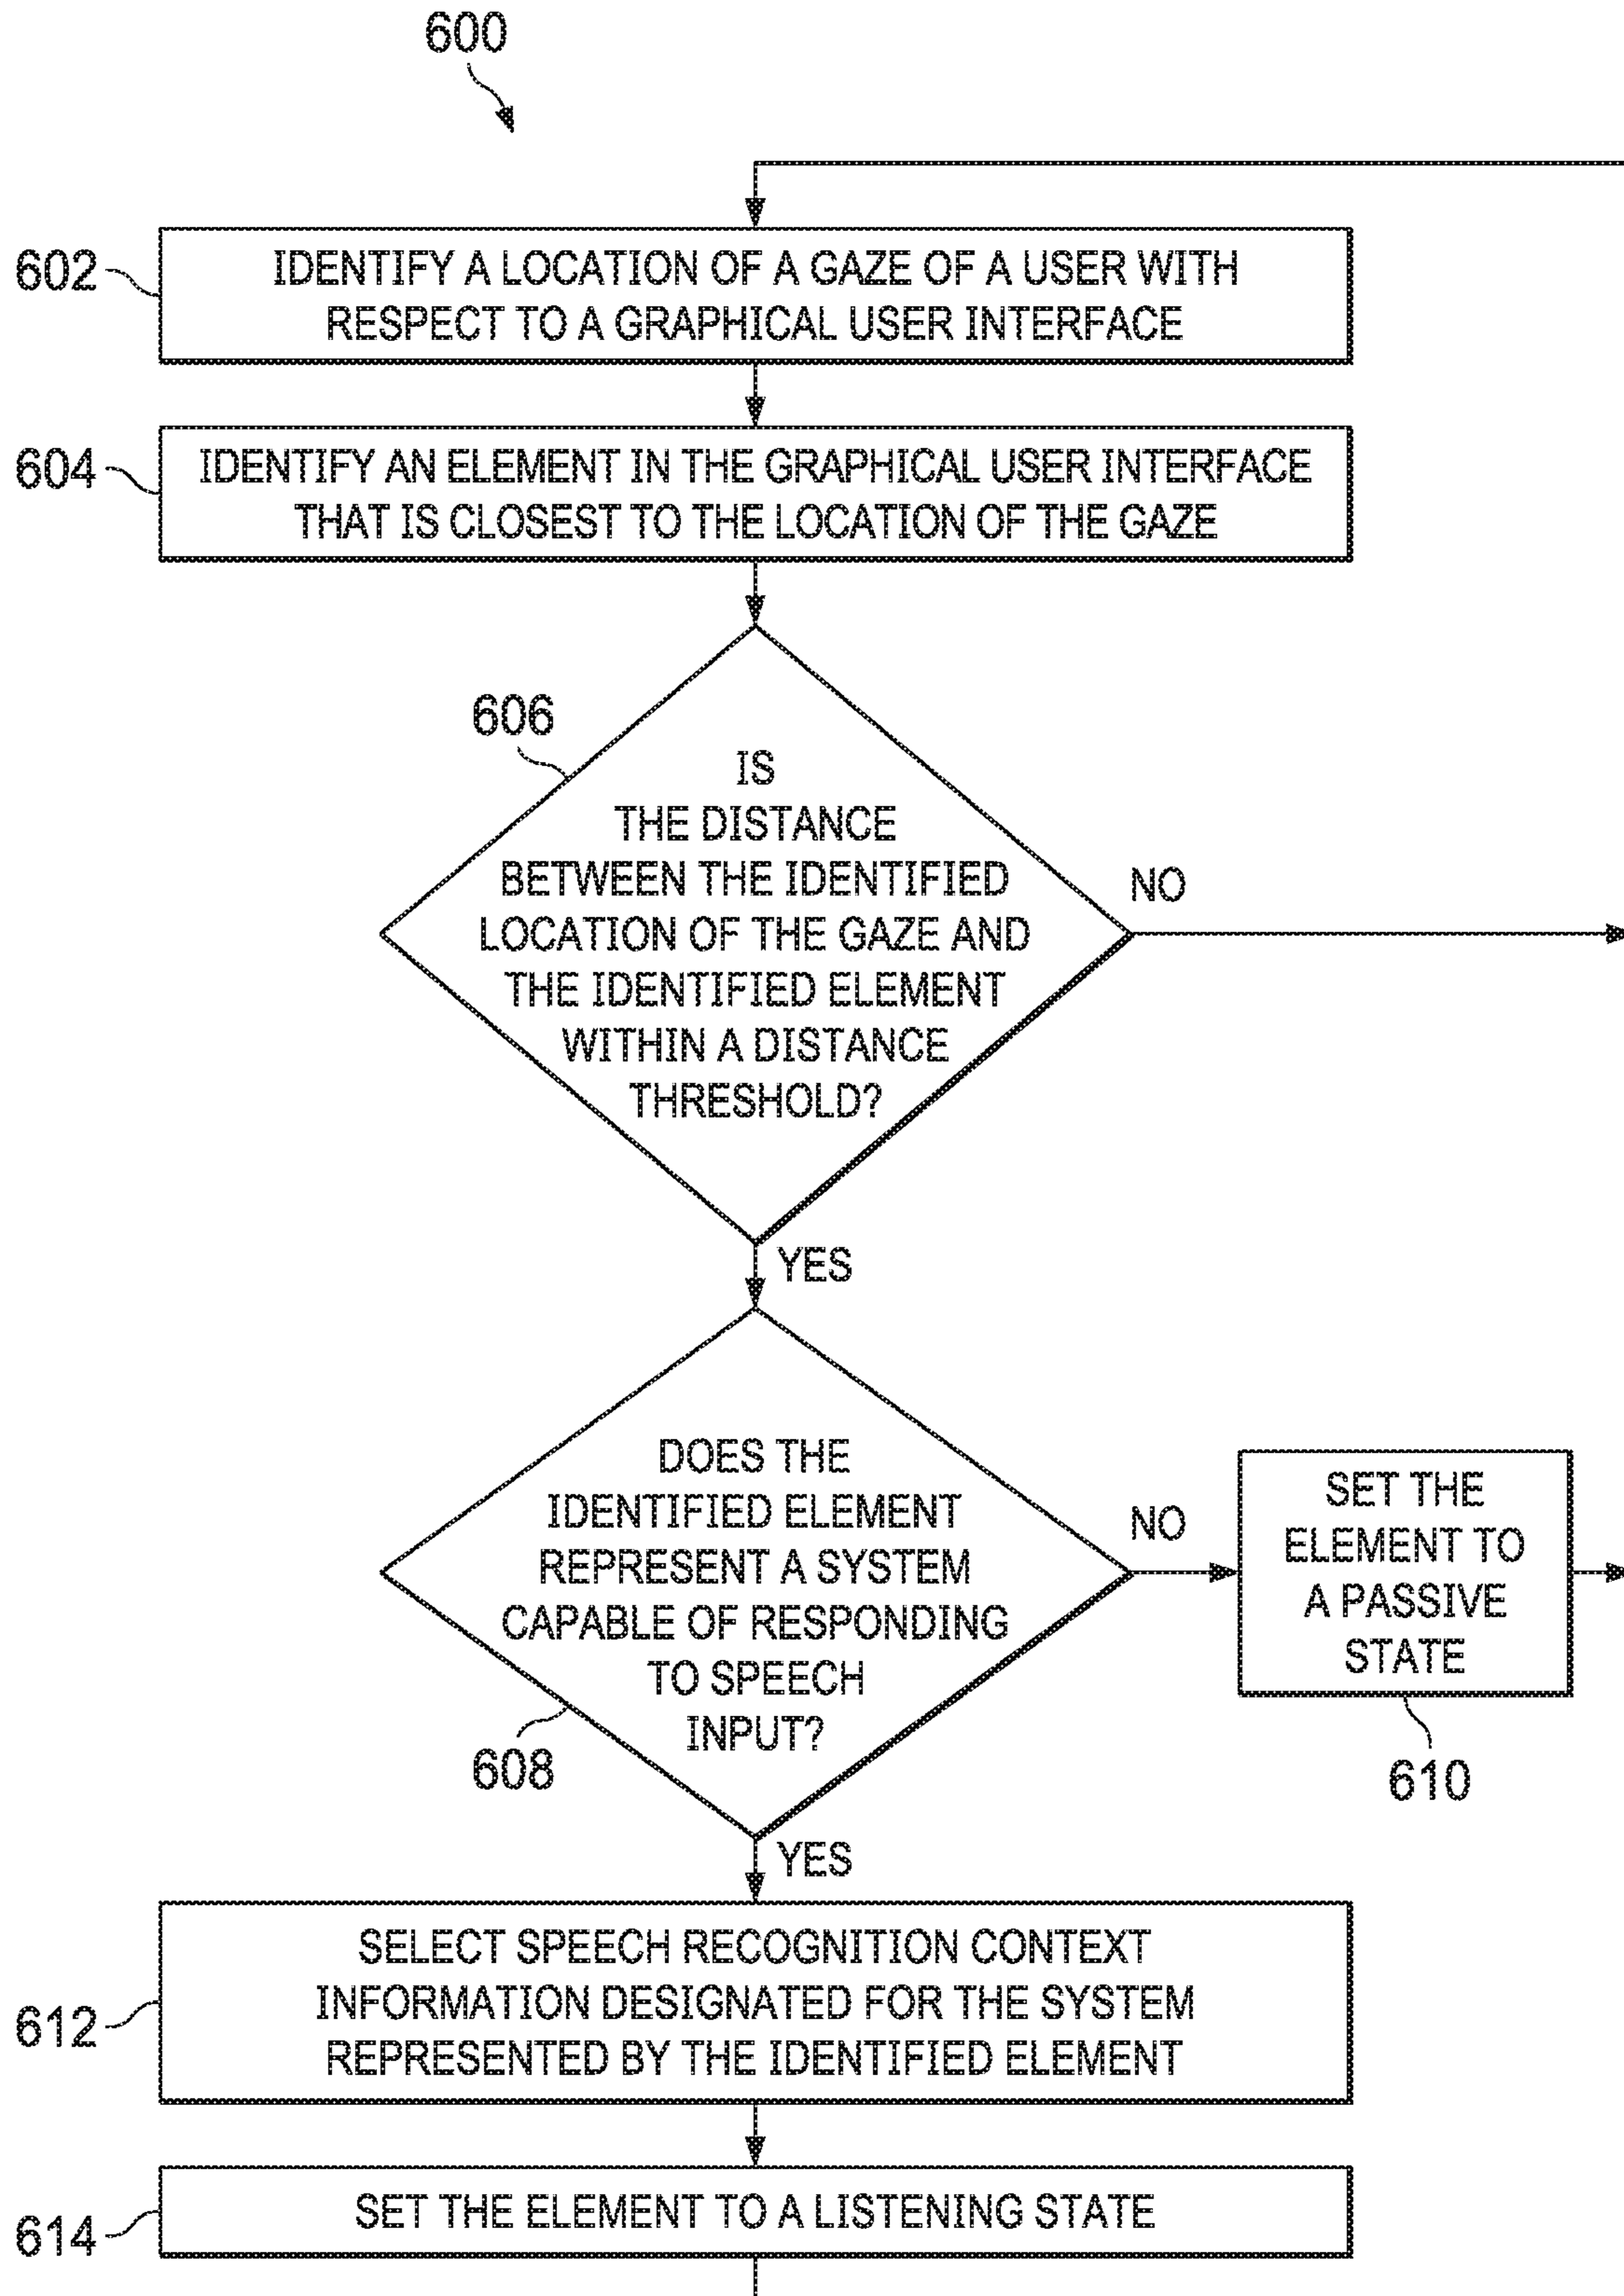 600
602
IDENTIFY A LOCATION OF A GAZE OF A USER WITH
RESPECT TO A GRAPHICAL USER INTERFACE
604
IDENTIFY AN ELEMENT IN THE GRAPHICAL USER INTERFACE
THAT IS CLOSEST TO THE LOCATION OF THE GAZE
606
IS
THE DISTANCE
BETWEEN THE IDENTIFIED
LOCATION OF THE GAZE AND
THE IDENTIFIED ELEMENT
WITHIN A DISTANCE
THRESHOLD?
NO
YES
DOES THE
IDENTIFIED ELEMENT
REPRESENT A SYSTEM
CAPABLE OF RESPONDING
TO SPEECH
INPUT?
608
NO
SET THE
ELEMENT TO
A PASSIVE
STATE
610
YES
612
SELECT SPEECH RECOGNITION CONTEXT
INFORMATION DESIGNATED FOR THE SYSTEM
REPRESENTED BY THE IDENTIFIED ELEMENT
614
SET THE ELEMENT TO A LISTENING STATE